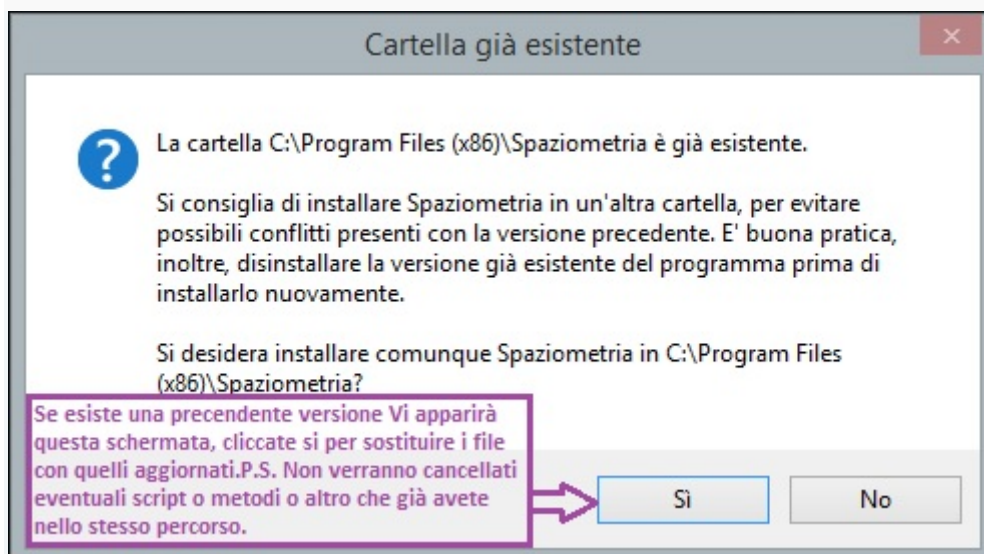 Cartella già esistente
La cartella C:\Program Files (x86)\Spaziometria è già esistente.
Si consiglia di installare Spaziometria in un'altra cartella, per evitare
possibili conflitti presenti con la versione precedente. E' buona pratica,
inoltre, disinstallare la versione già esistente del programma prima di
installarlo nuovamente.
Si desidera installare comunque Spaziometria in C:\Program Files
(x86)\Spaziometria?
Se esiste una precendente versione Vi apparirà
questa schermata, cliccate si per sostituire i file
con quelli aggiornati.P.S. Non verranno cancellati
eventuali script o metodi o altro che già avete
nello stesso percorso.
Sì
No